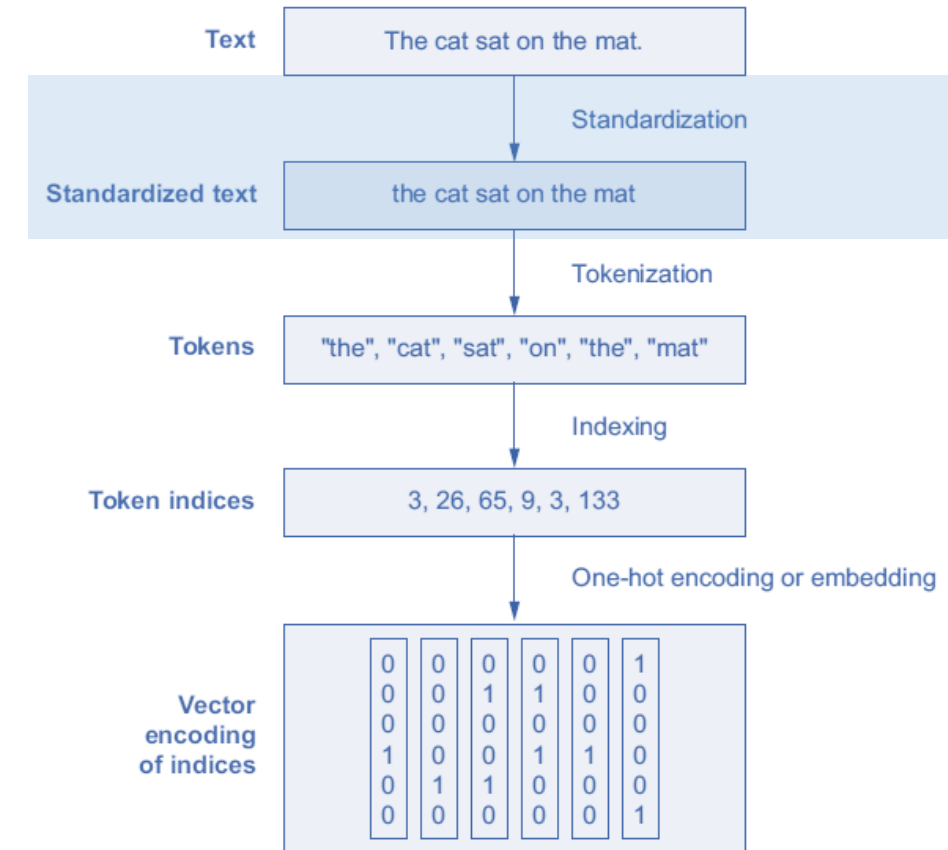 Text
The cat sat on the mat.
Standardization
Standardized text
the cat sat on the mat
Tokenization
Tokens
"the", "cat", "sat", "on", "the", "mat"
Indexing
Token indices
3, 26, 65, 9, 3, 133
One-hot encoding or embedding
Vector
encoding
of indices
0 0 0 0 0 1
0 0 1 1 0 0
0 0 0 0 0 0
1 0 0 1 1 0
0 1 1 0 0 0
0 0 0 0 0 1